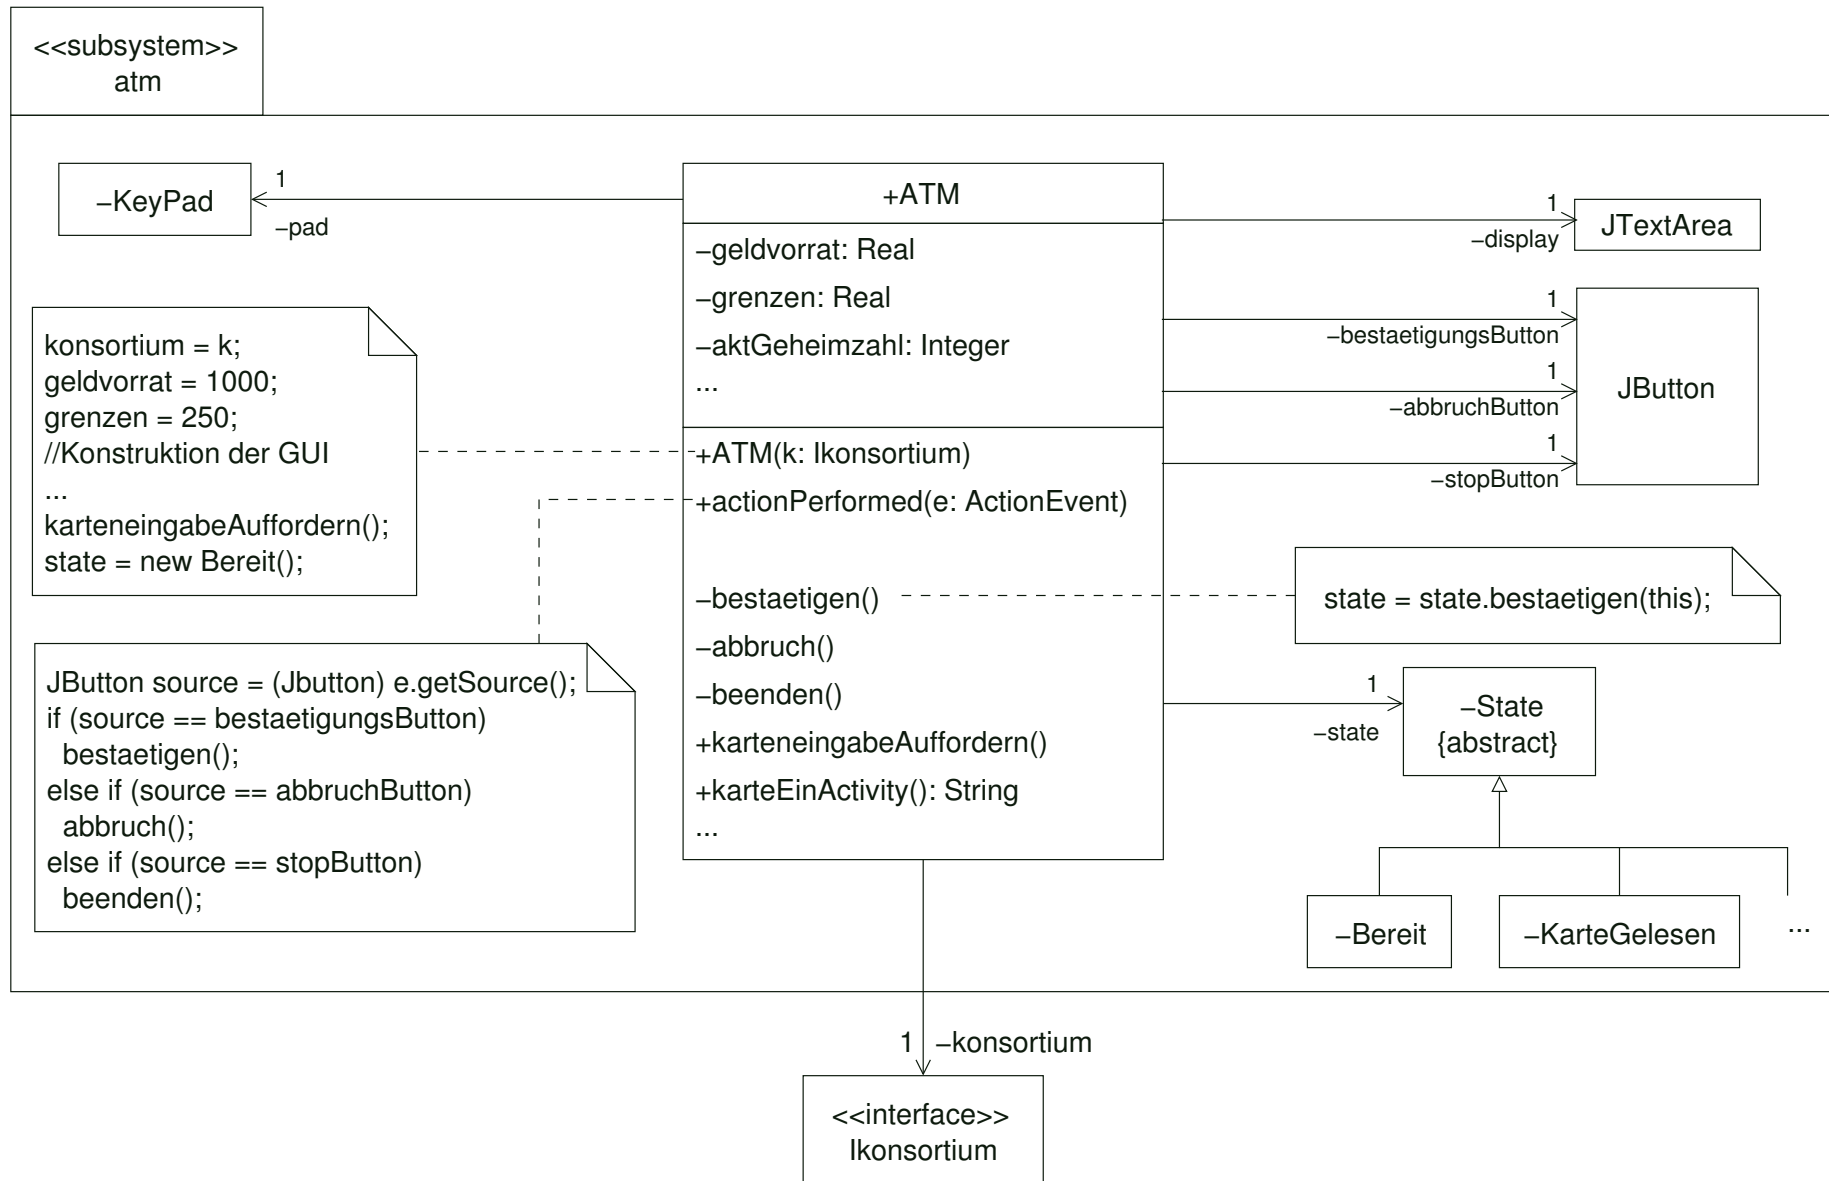 <<subsystem>>
atm
–KeyPad
1
–pad
+ATM
–geldvorrat: Real
–grenzen: Real
–aktGeheimzahl: Integer
...
+ATM(k: Ikonsortium)
+actionPerformed(e: ActionEvent)
–bestaetigen()
–abbruch()
–beenden()
+karteneingabeAuffordern()
+karteEinActivity(): String
...
1
–display
JTextArea
1
–bestaetigungsButton
1
–abbruchButton
1
–stopButton
JButton
konsortium = k;
geldvorrat = 1000;
grenzen = 250;
//Konstruktion der GUI
...
karteneingabeAuffordern();
state = new Bereit();
JButton source = (Jbutton) e.getSource();
if (source == bestaetigungsButton)
bestaetigen();
else if (source == abbruchButton)
abbruch();
else if (source == stopButton)
beenden();
state = state.bestaetigen(this);
1
–state
–State
{abstract}
–Bereit
–KarteGelesen
...
1
–konsortium
<<interface>>
Ikonsortium